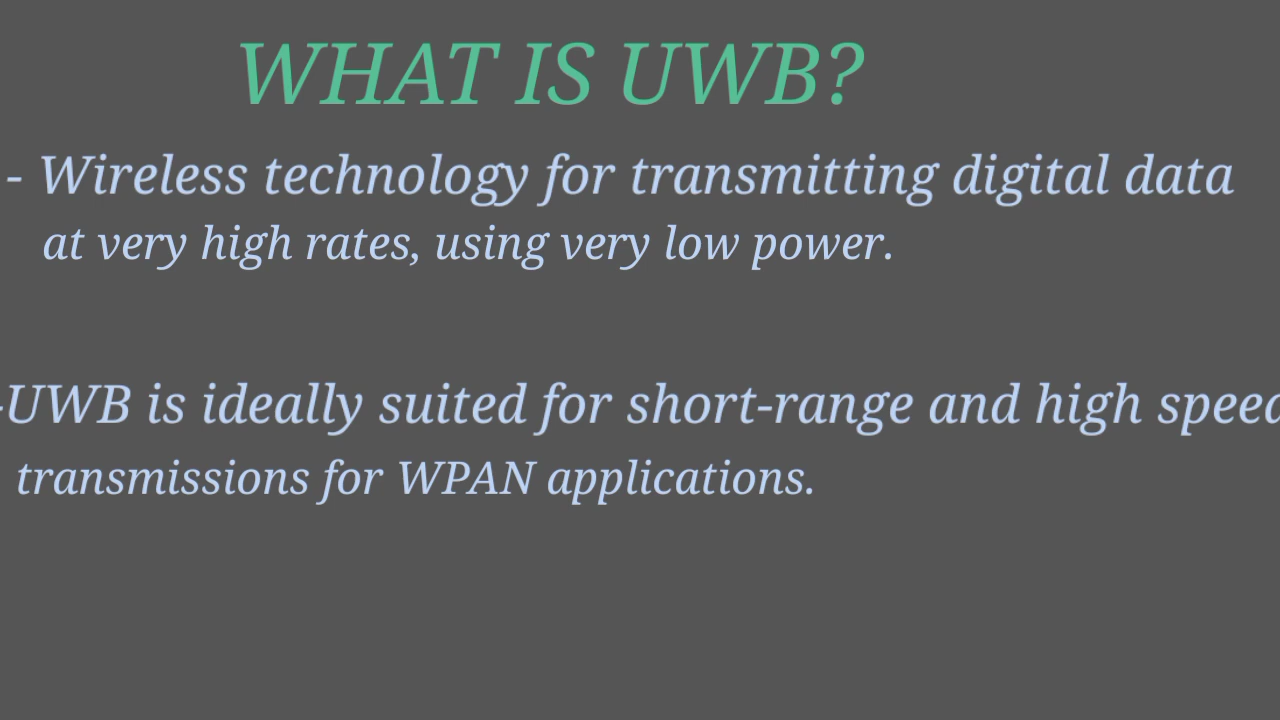 WHAT IS UWB?
- Wireless technology for transmitting digital data
at very high rates, using very low power.
-UWB is ideally suited for short-range and high speed
transmissions for WPAN applications.